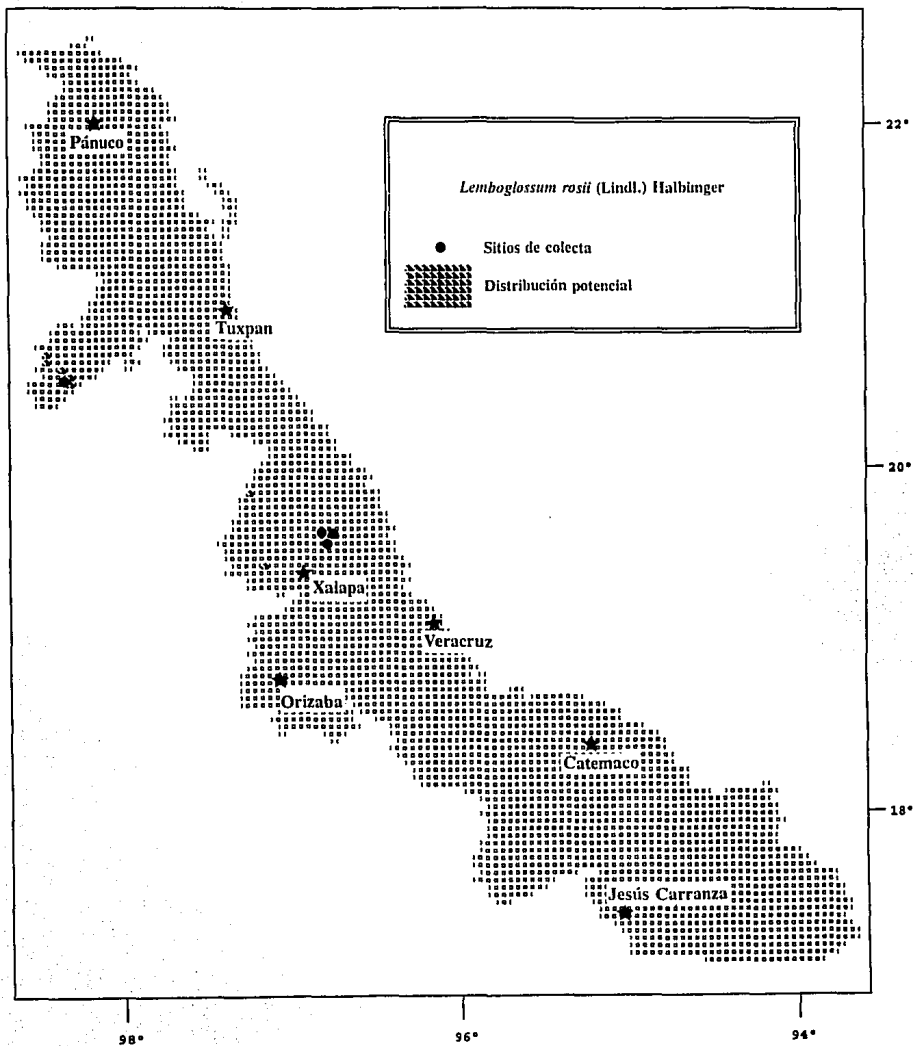 Pánuco
22°
Lemboglossum rosii (Lindl.) Halbinger
Sitios de colecta
Distribución potencial
Tuxpan
20°
Xalapa
Veracruz
Orizaba
Catemaco
18°
Jesús Carranza
98°
96°
94°